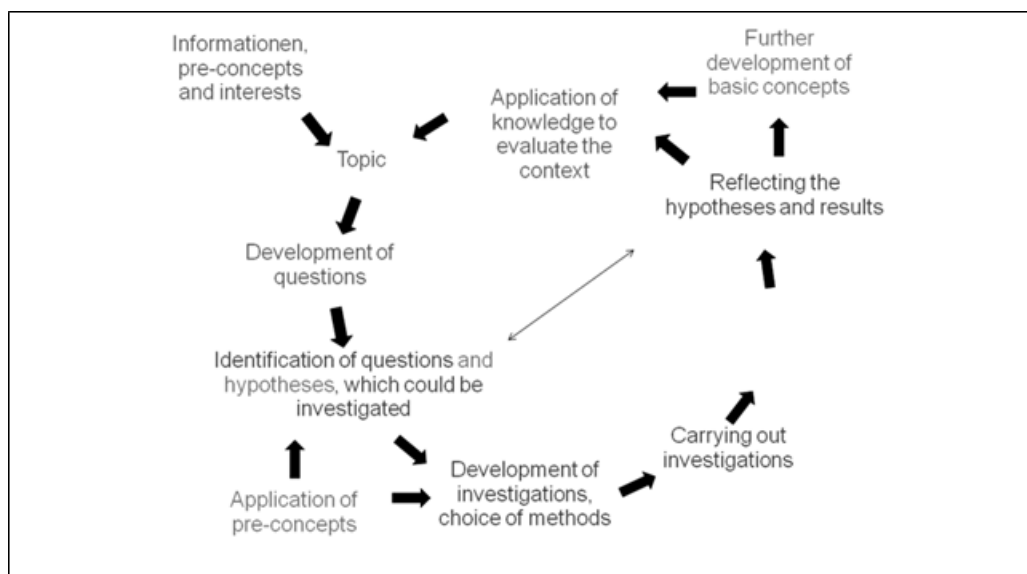 Informationen,
pre-concepts
and interests
Topic
Development of
questions
Identification of questions and
hypotheses, which could be
investigated
Application of
pre-concepts
Development of
investigations,
choice of methods
Carrying out
investigations
Reflecting the
hypotheses and results
Further
development of
basic concepts
Application of
knowledge to
evaluate the
context